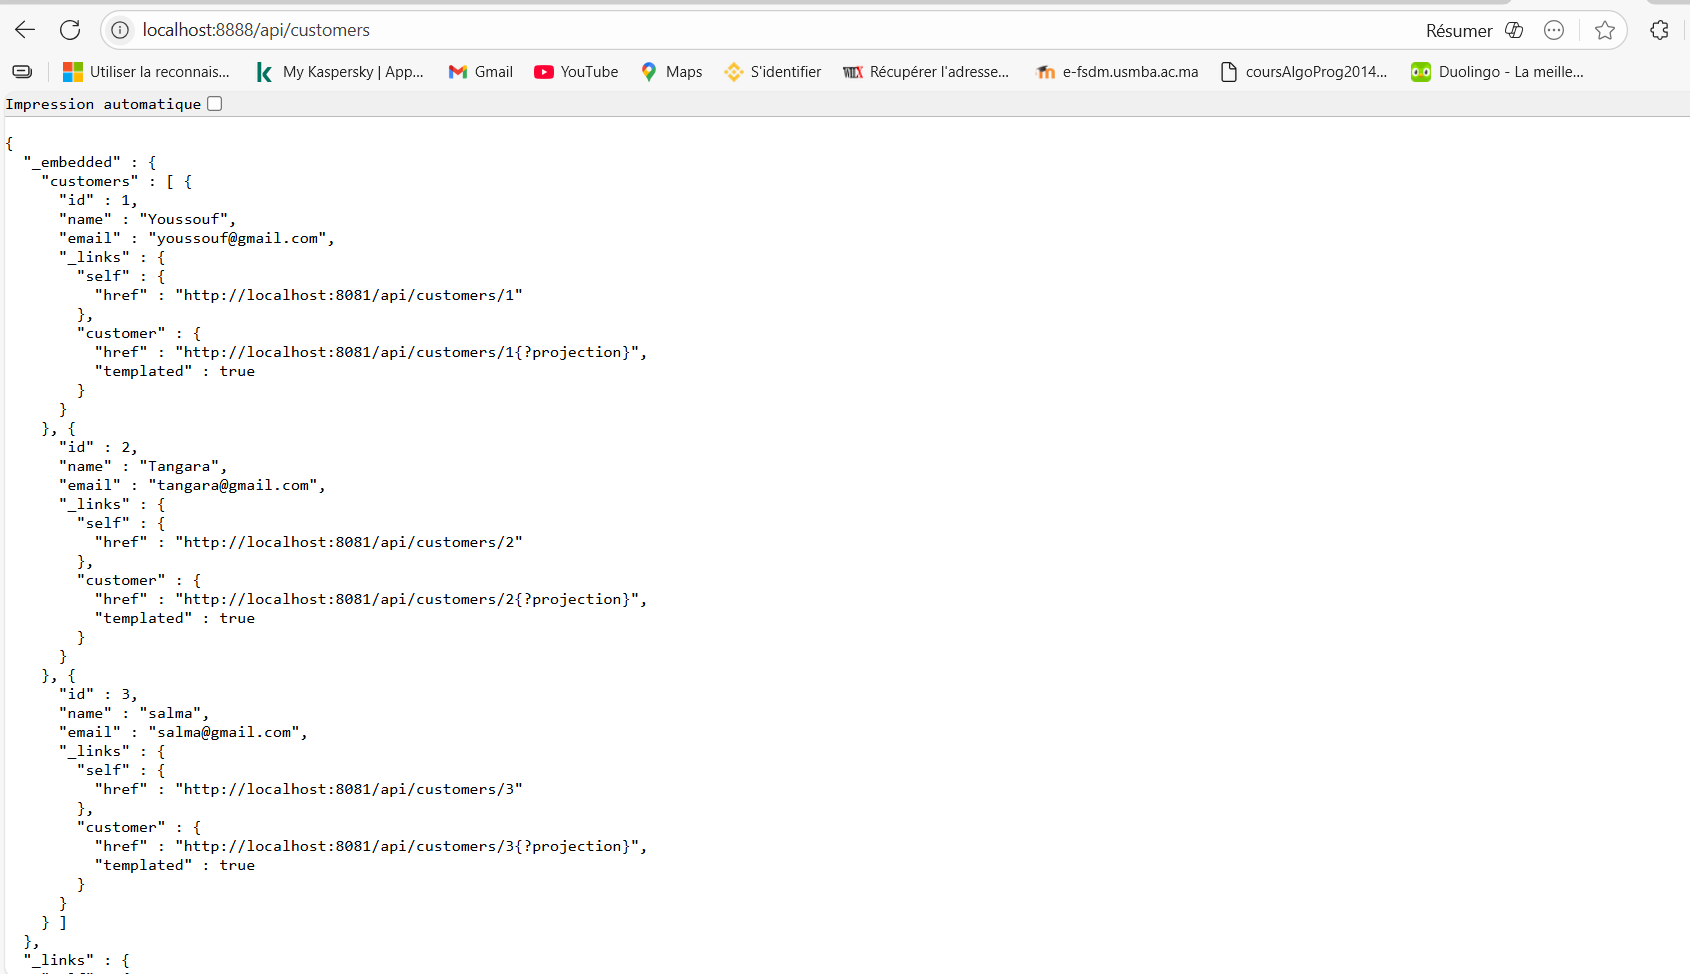 localhost:8888/api/customers
Résumer
Utiliser la reconnais... My Kaspersky | App... Gmail YouTube Maps S'identifier Récupérer l'adresse... e-fsdm.usmba.ac.ma coursAlgoProg2014... Duolingo - La meille...
Impression automatique
{
  "_embedded" : {
    "customers" : [ {
      "id" : 1,
      "name" : "Youssouf",
      "email" : "youssouf@gmail.com",
      "_links" : {
        "self" : {
          "href" : "http://localhost:8081/api/customers/1"
        },
        "customer" : {
          "href" : "http://localhost:8081/api/customers/1{?projection}",
          "templated" : true
        }
      }
    }, {
      "id" : 2,
      "name" : "Tangara",
      "email" : "tangara@gmail.com",
      "_links" : {
        "self" : {
          "href" : "http://localhost:8081/api/customers/2"
        },
        "customer" : {
          "href" : "http://localhost:8081/api/customers/2{?projection}",
          "templated" : true
        }
      }
    }, {
      "id" : 3,
      "name" : "salma",
      "email" : "salma@gmail.com",
      "_links" : {
        "self" : {
          "href" : "http://localhost:8081/api/customers/3"
        },
        "customer" : {
          "href" : "http://localhost:8081/api/customers/3{?projection}",
          "templated" : true
        }
      }
    } ]
  },
  "_links" : {